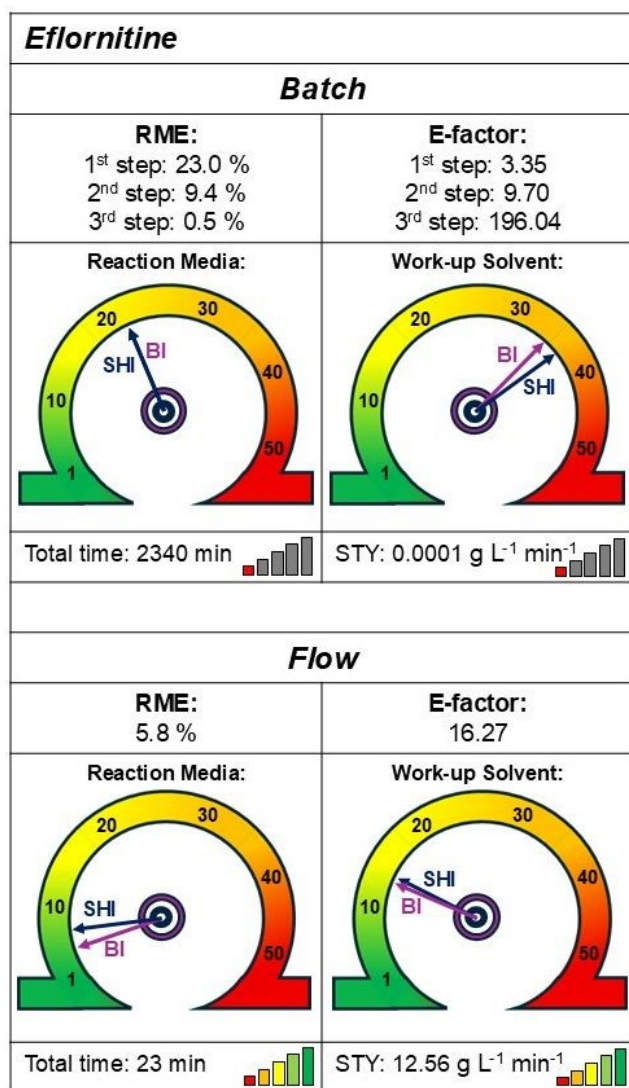 Eflornitine
Batch
RME:
1st step: 23.0 %
2nd step: 9.4 %
3rd step: 0.5 %
E-factor:
1st step: 3.35
2nd step: 9.70
3rd step: 196.04
Reaction Media:
1
10
20
30
40
50
SHI
BI
Work-up Solvent:
1
10
20
30
40
50
BI
SHI
Total time: 2340 min
STY: 0.0001 g L-1 min-1
Flow
RME:
5.8 %
E-factor:
16.27
Reaction Media:
1
10
20
30
40
50
SHI
BI
Work-up Solvent:
1
10
20
30
40
50
SHI
BI
Total time: 23 min
STY: 12.56 g L-1 min-1